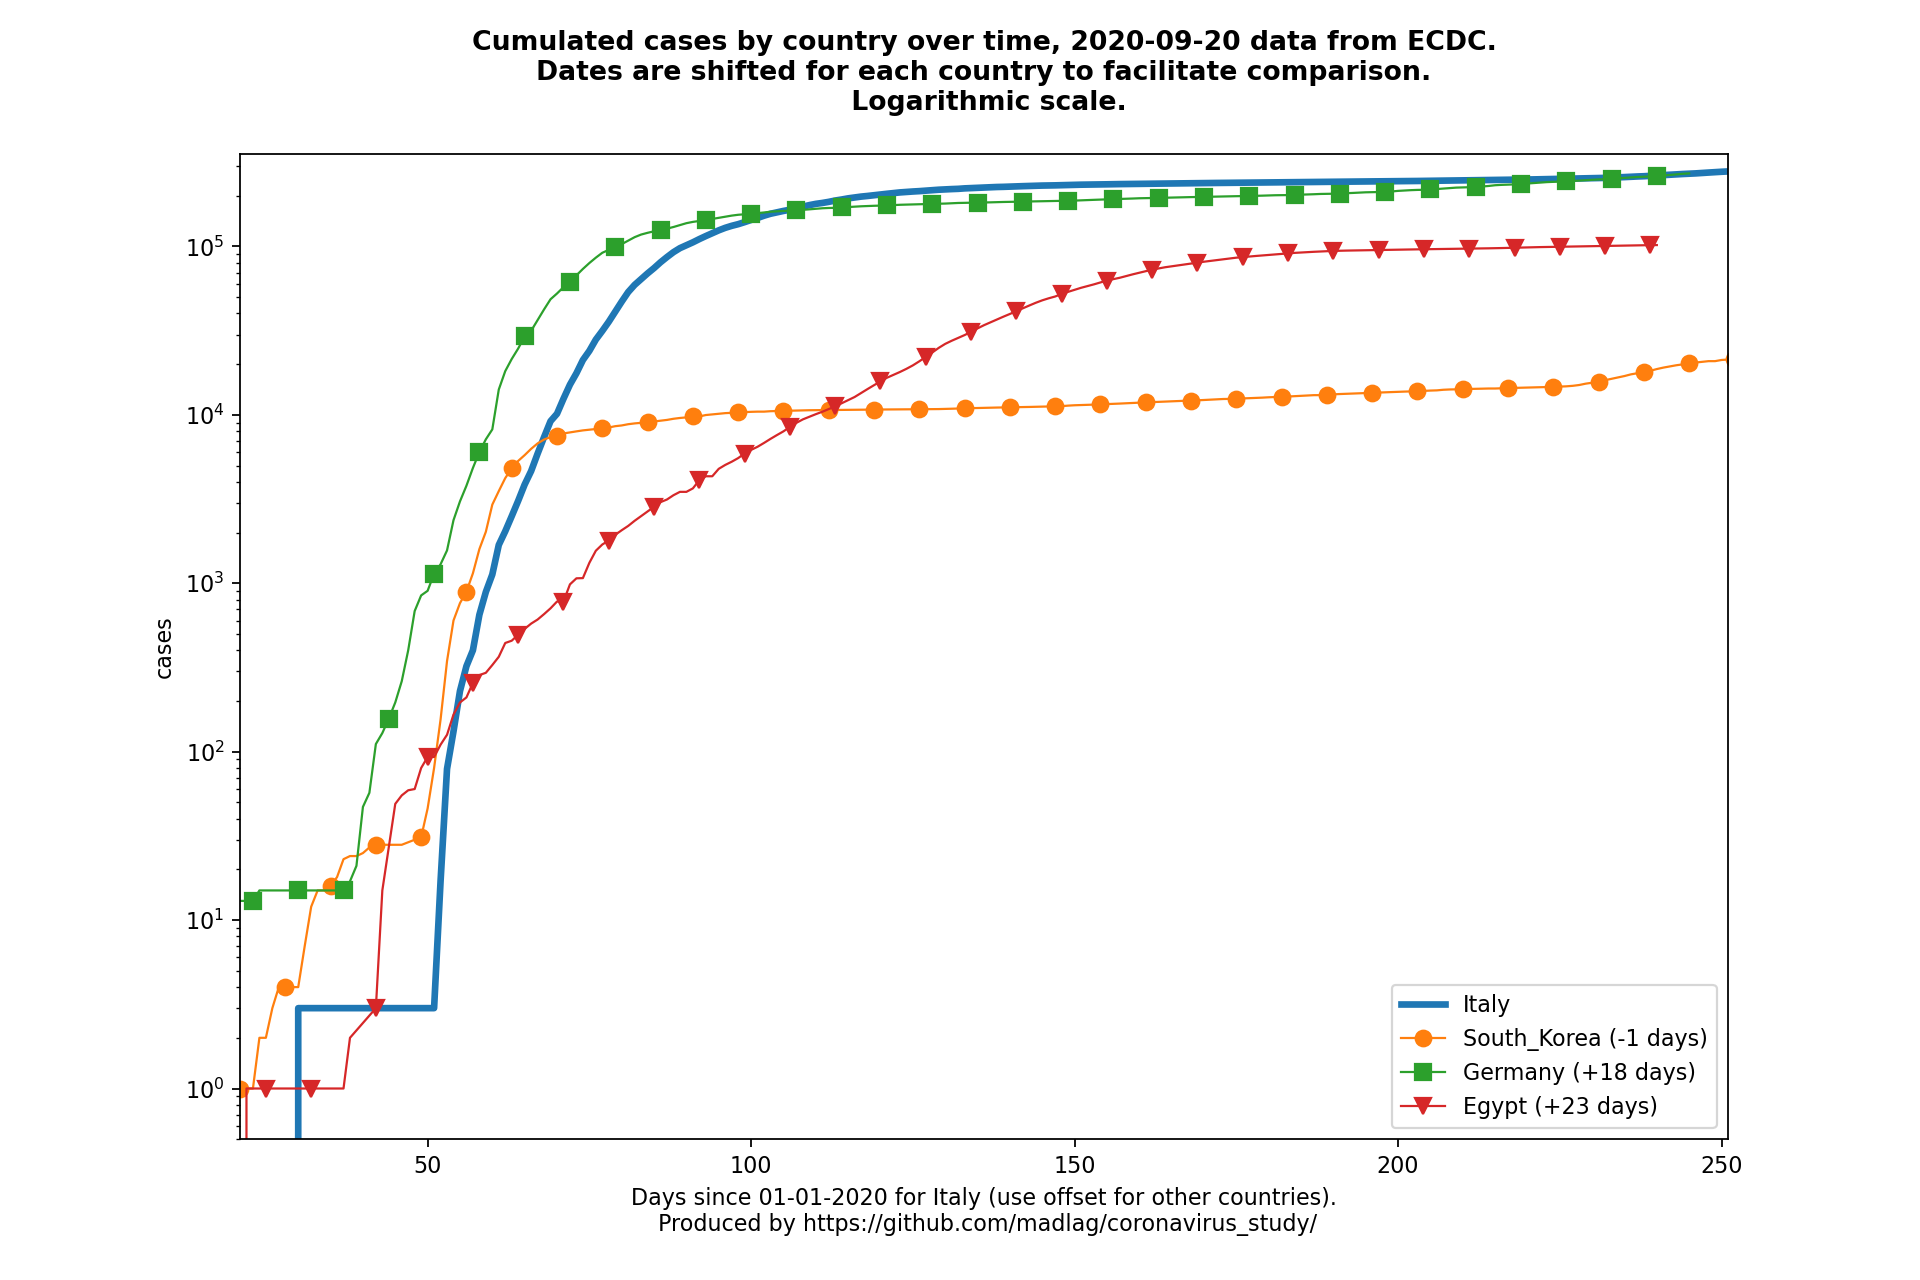 Cumulated cases by country over time, 2020-09-20 data from ECDC.
Dates are shifted for each country to facilitate comparison.
Logarithmic scale.
cases
10^5
10^4
10^3
10^2
10^1
10^0
50
100
150
200
250
Italy
South_Korea (-1 days)
Germany (+18 days)
Egypt (+23 days)
Days since 01-01-2020 for Italy (use offset for other countries).
Produced by https://github.com/madlag/coronavirus_study/